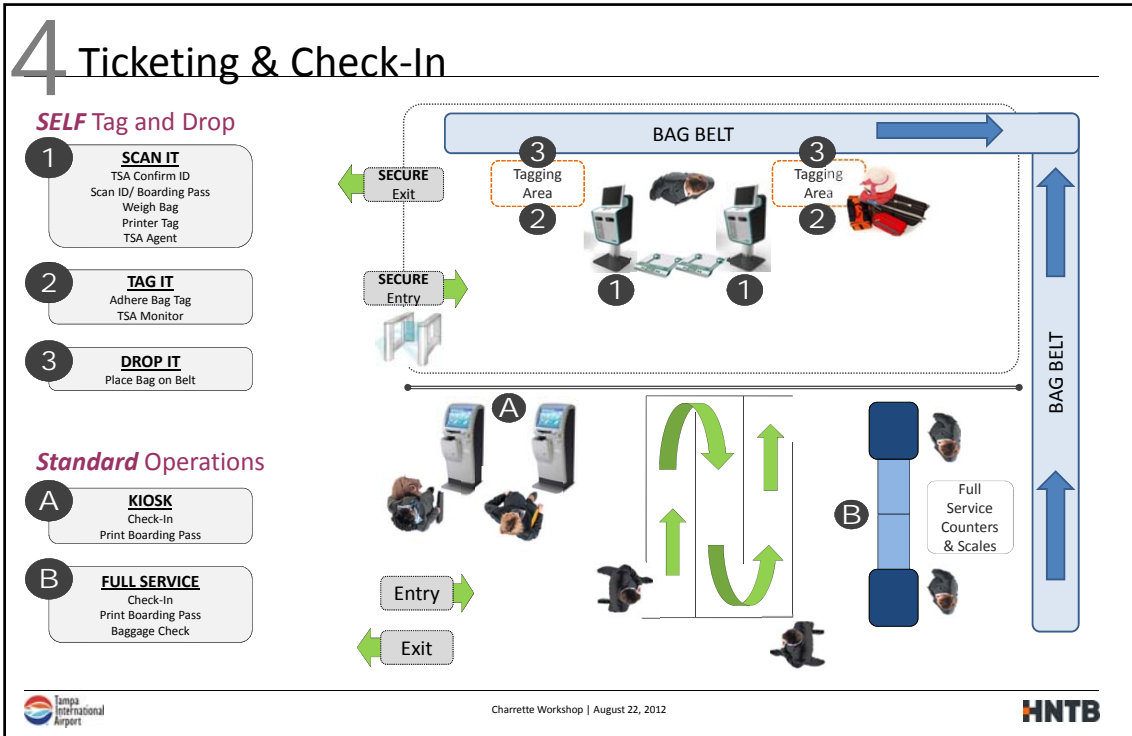 4 Ticketing & Check-In
SELF Tag and Drop
1
SCAN IT
TSA Confirm ID
Scan ID/ Boarding Pass
Weigh Bag
Printer Tag
TSA Agent
2
TAG IT
Adhere Bag Tag
TSA Monitor
3
DROP IT
Place Bag on Belt
Standard Operations
A
KIOSK
Check-In
Print Boarding Pass
B
FULL SERVICE
Check-In
Print Boarding Pass
Baggage Check
BAG BELT
SECURE
Exit
3
Tagging
Area
2
3
Tagging
Area
2
SECURE
Entry
1
1
BAG BELT
A
B
Full
Service
Counters
& Scales
Entry
Exit
Tampa
International
Airport
Charrette Workshop | August 22, 2012
HNTB